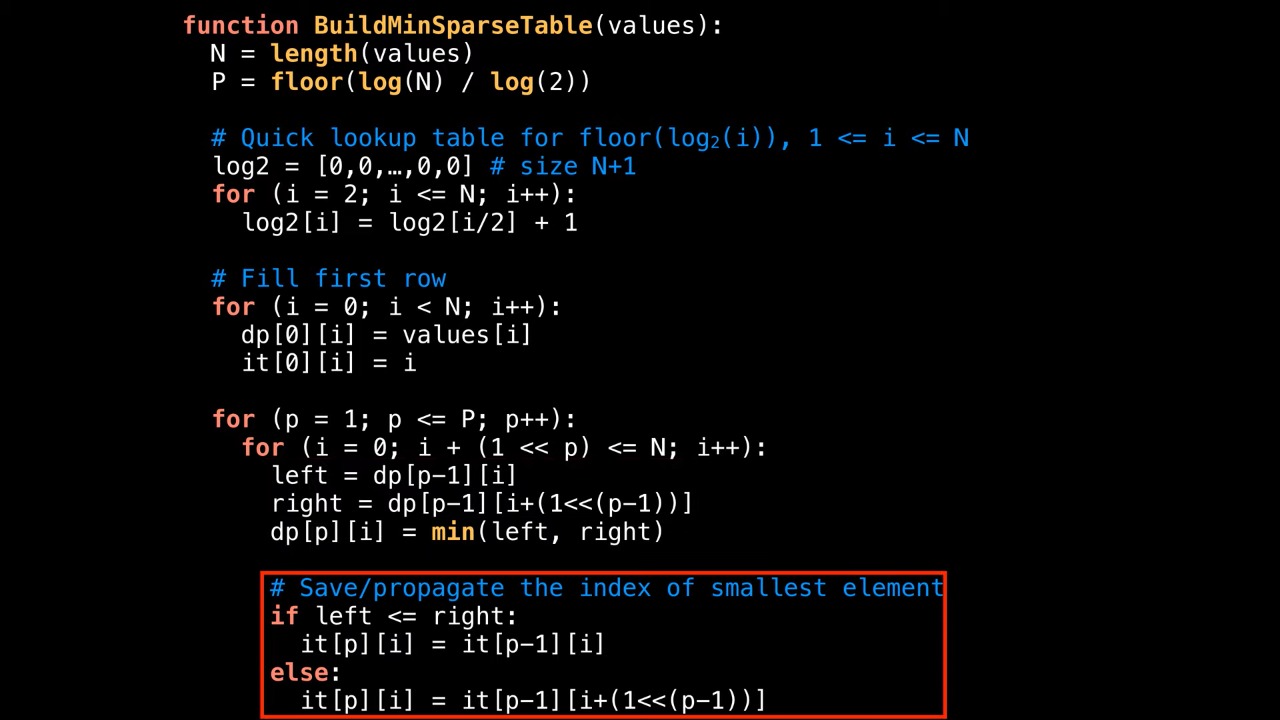 function BuildMinSparseTable(values):
  N = length(values)
  P = floor(log(N) / log(2))

  # Quick lookup table for floor(log₂(i)), 1 <= i <= N
  log2 = [0,0,…,0,0] # size N+1
  for (i = 2; i <= N; i++):
    log2[i] = log2[i/2] + 1

  # Fill first row
  for (i = 0; i < N; i++):
    dp[0][i] = values[i]
    it[0][i] = i

  for (p = 1; p <= P; p++):
    for (i = 0; i + (1 << p) <= N; i++):
      left = dp[p-1][i]
      right = dp[p-1][i+(1<<(p-1))]
      dp[p][i] = min(left, right)

      # Save/propagate the index of smallest element
      if left <= right:
        it[p][i] = it[p-1][i]
      else:
        it[p][i] = it[p-1][i+(1<<(p-1))]